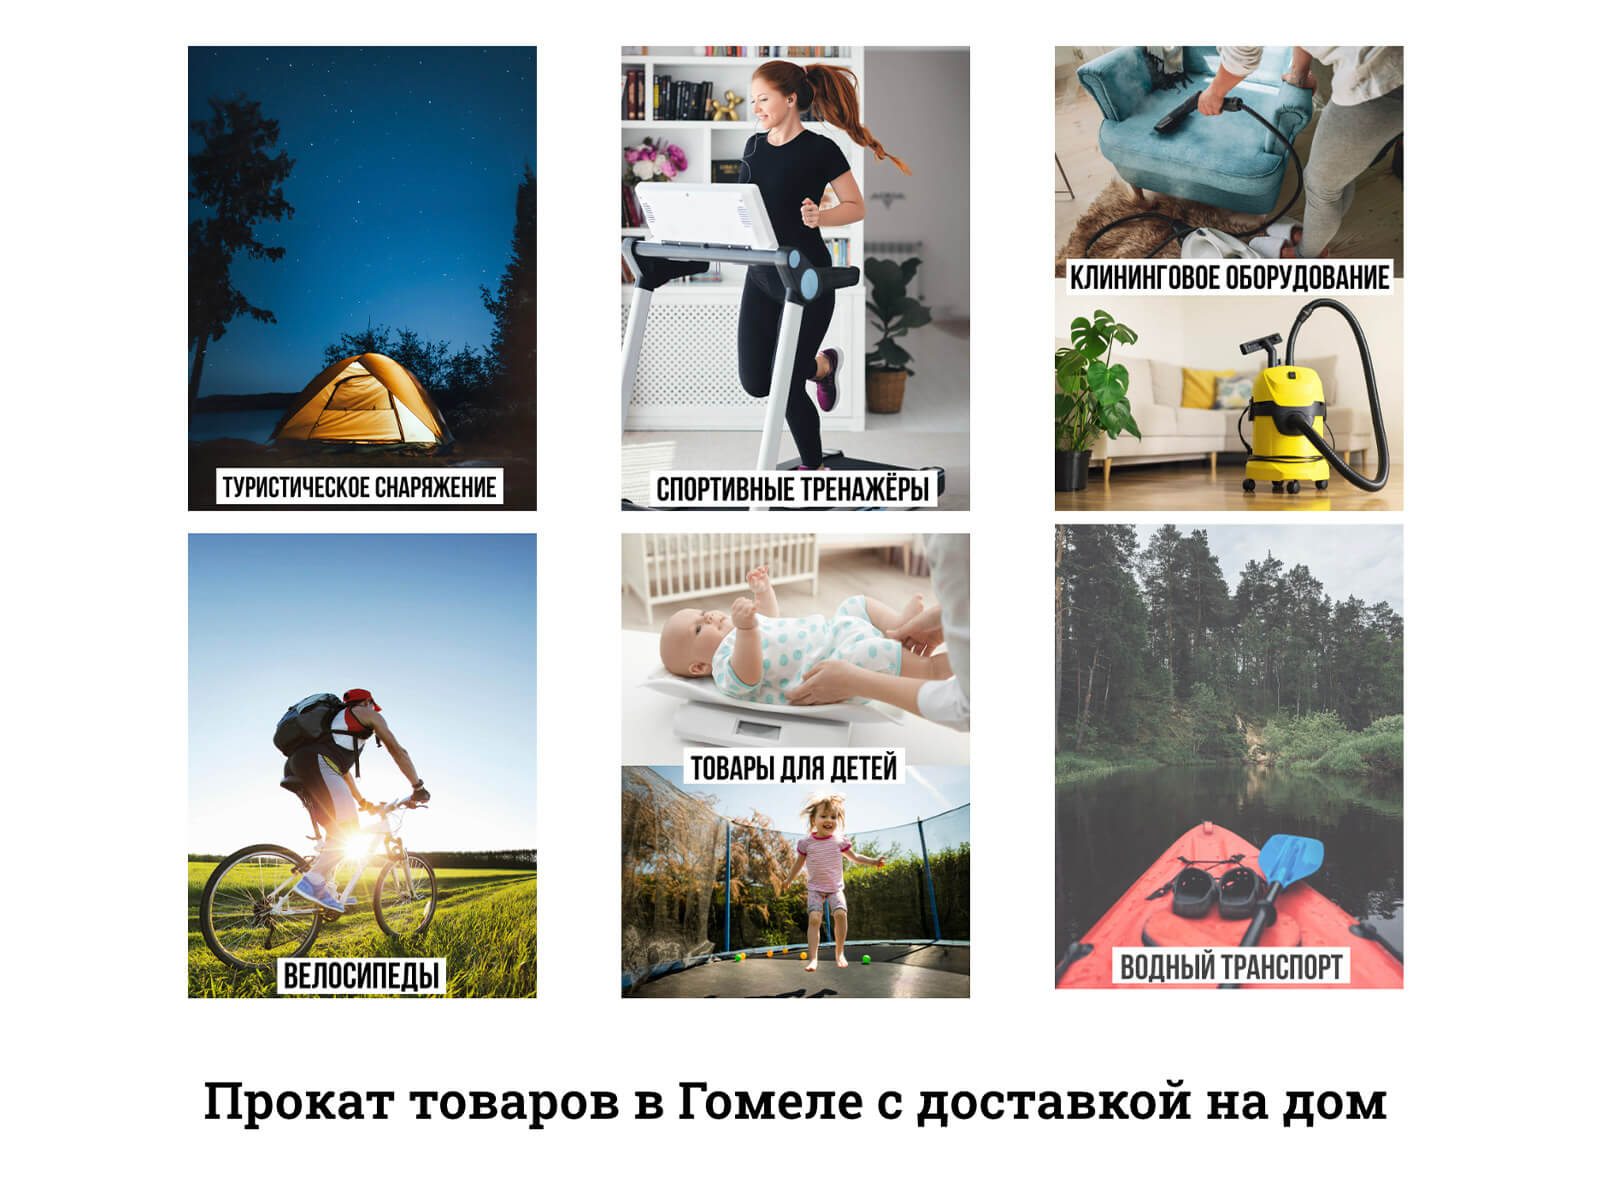 ТУРИСТИЧЕСКОЕ СНАРЯЖЕНИЕ
СПОРТИВНЫЕ ТРЕНАЖЁРЫ
КЛИНИНГОВОЕ ОБОРУДОВАНИЕ
ВЕЛОСИПЕДЫ
ТОВАРЫ ДЛЯ ДЕТЕЙ
ВОДНЫЙ ТРАНСПОРТ
Прокат товаров в Гомеле с доставкой на дом